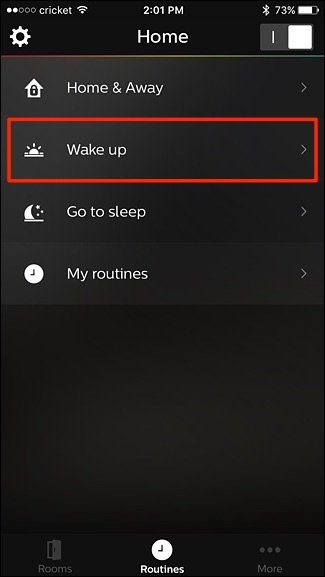 cricket 2:01 PM 73%
Home
Home & Away
Wake up
Go to sleep
My routines
Rooms Routines More